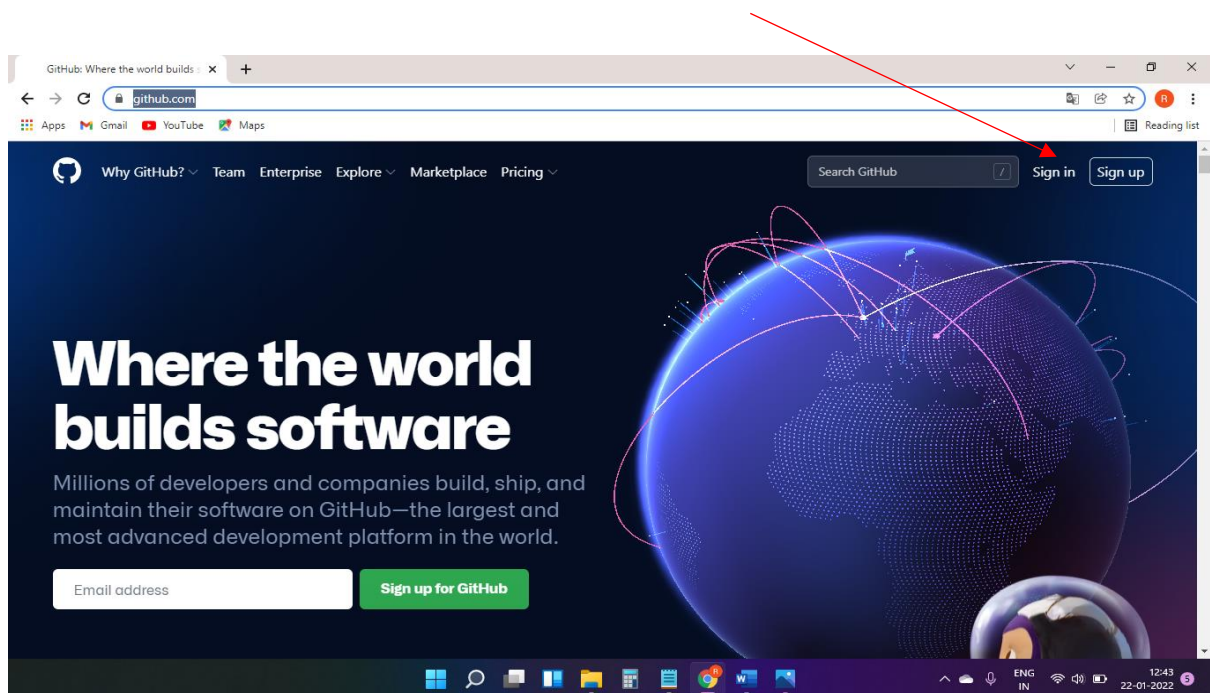 GitHub: Where the world builds s
github.com
R
Apps Gmail YouTube Maps Reading list
Why GitHub? Team Enterprise Explore Marketplace Pricing Search GitHub / Sign in Sign up
Where the world
builds software
Millions of developers and companies build, ship, and
maintain their software on GitHub—the largest and
most advanced development platform in the world.
Email address Sign up for GitHub
ENG 12:43
IN 22-01-2022 5